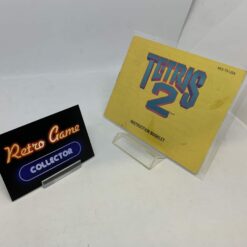 Retro Game
COLLECTOR
TETRIS
2
INSTRUCTION BOOKLET